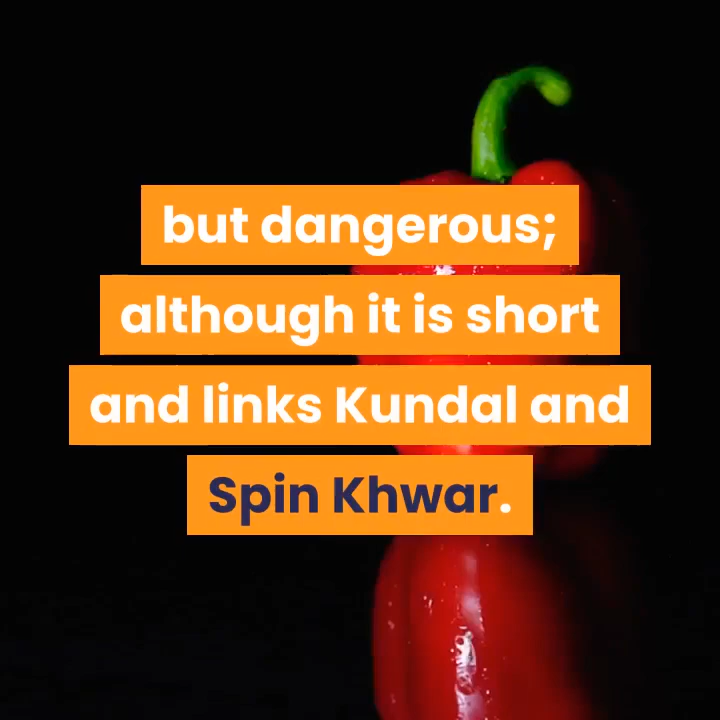 but dangerous;
although it is short
and links Kundal and
Spin Khwar.